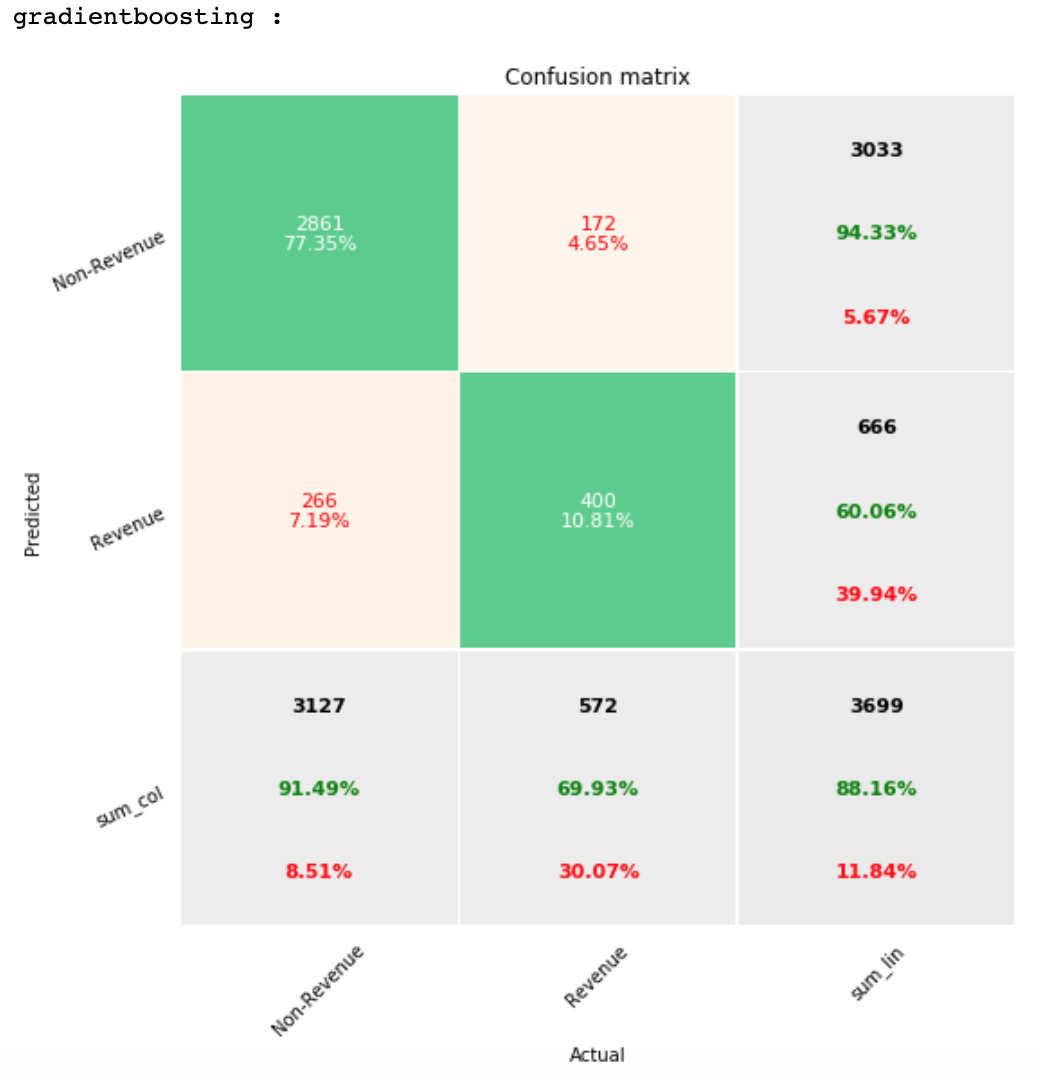 gradientboosting :
Confusion matrix
Non-Revenue
2861
77.35%
172
4.65%
3033
94.33%
5.67%
Predicted
Revenue
266
7.19%
400
10.81%
666
60.06%
39.94%
sum_col
3127
91.49%
8.51%
572
69.93%
30.07%
3699
88.16%
11.84%
Non-Revenue
Revenue
sum_lin
Actual